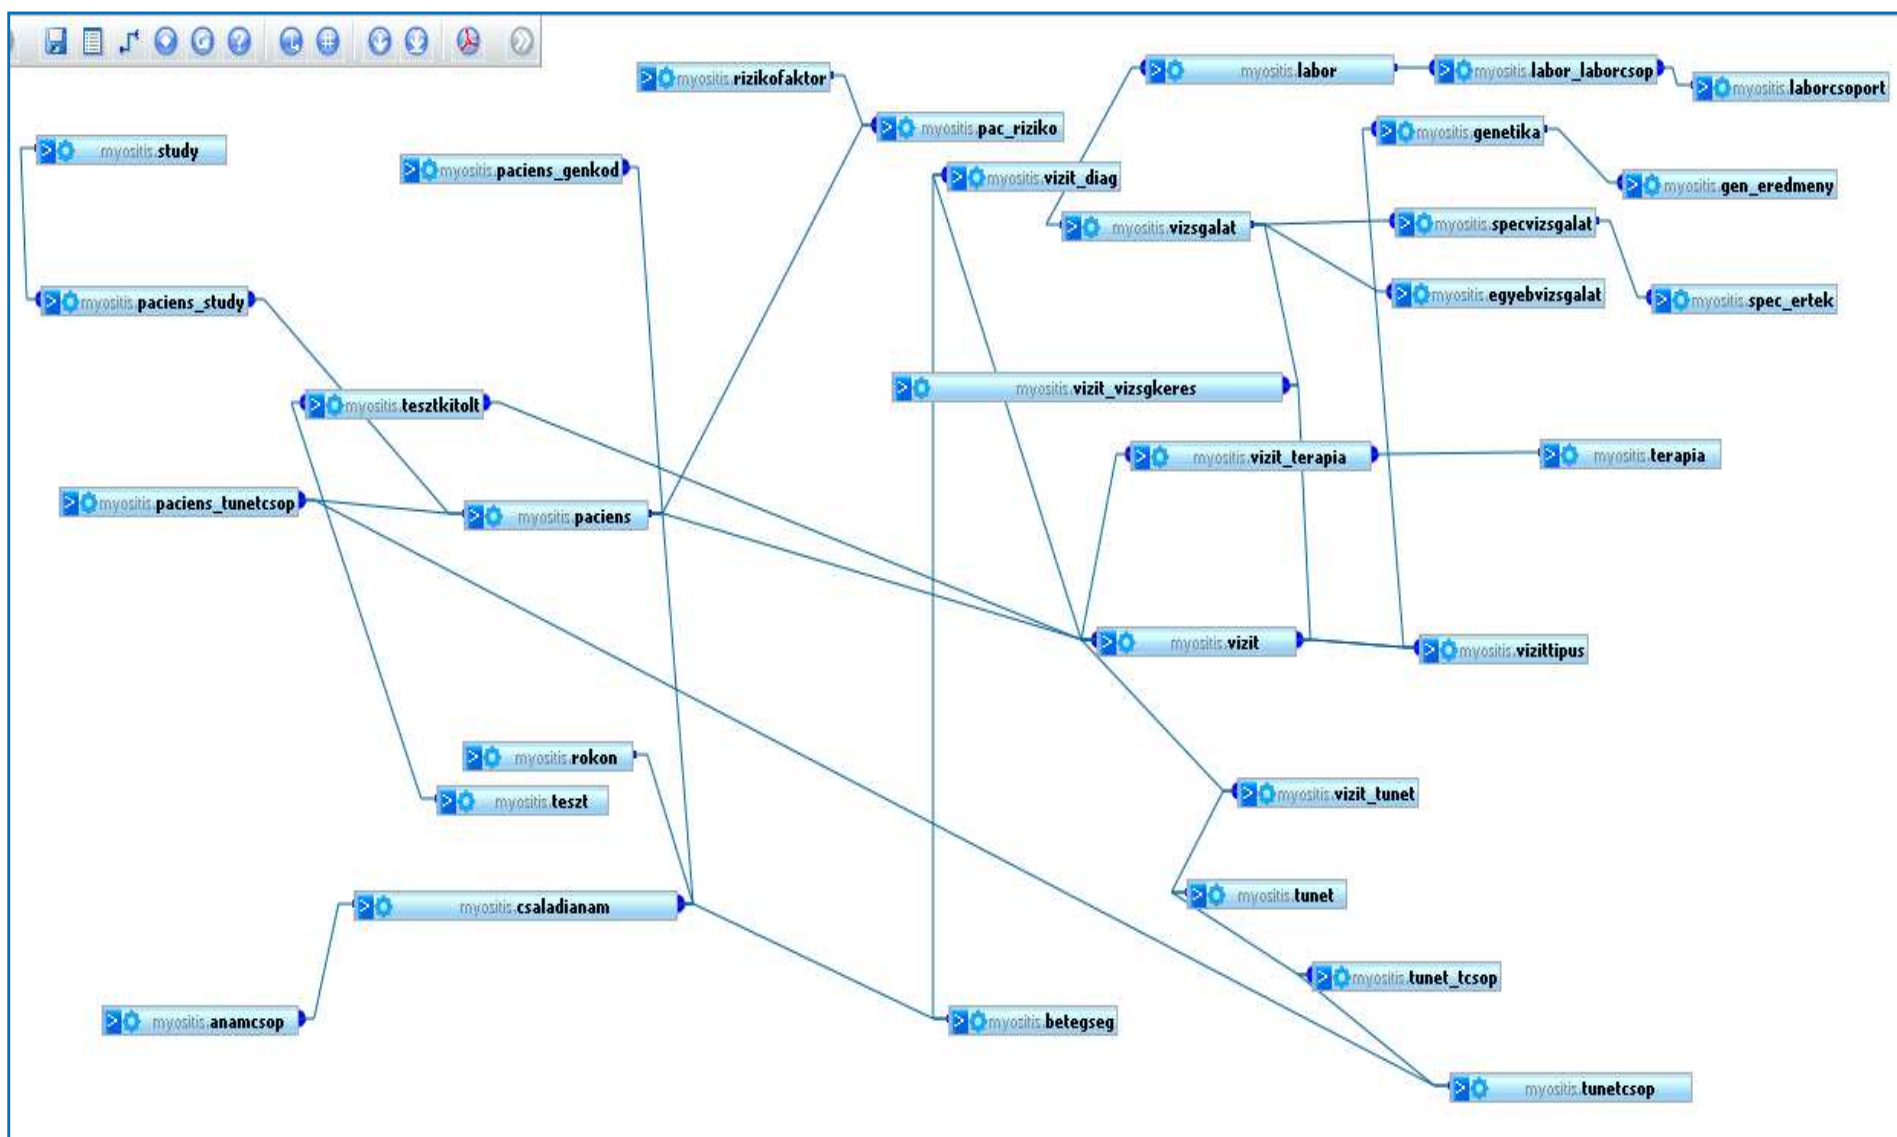 myositis.rizikofaktor
myositis.labor
myositis.labor_laborcsop
myositis.laborcsoport
myositis.pac_riziko
myositis.genetika
myositis.study
myositis.paciens_genkod
myositis.vizit_diag
myositis.gen_eredmeny
myositis.vizsgalat
myositis.specvizsgalat
myositis.paciens_study
myositis.egyebvizsgalat
myositis.spec_ertek
myositis.vizit_vizsgkeres
myositis.tesztkitolt
myositis.vizit_terapia
myositis.terapia
myositis.paciens_tunetcsop
myositis.paciens
myositis.vizit
myositis.vizittipus
myositis.rokon
myositis.teszt
myositis.vizit_tunet
myositis.csaladianam
myositis.tunet
myositis.tunet_tcsop
myositis.anamcsop
myositis.betegseg
myositis.tunetcsop